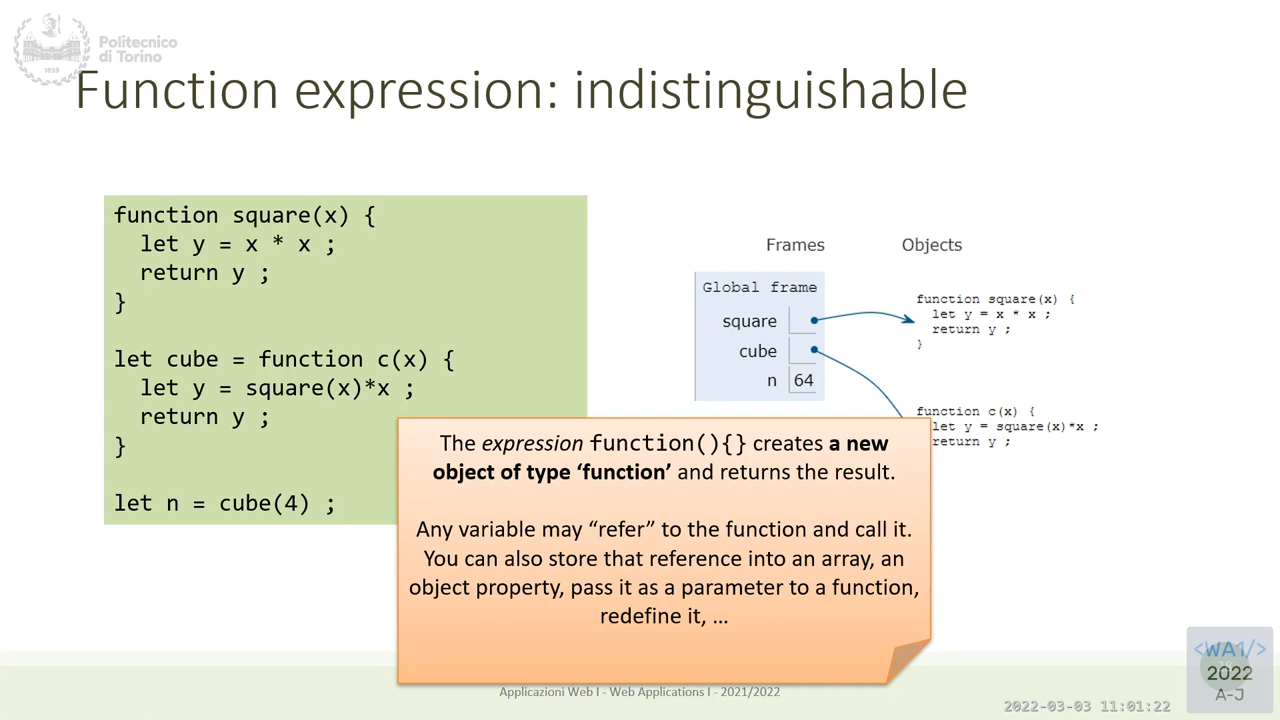 Politecnico
di Torino
1859
Function expression: indistinguishable
function square(x) {
let y = x * x ;
return y ;
}
let cube = function c(x) {
let y = square(x)*x ;
return y ;
}
let n = cube(4) ;
Frames
Objects
Global frame
square
cube
n 64
function square(x) {
let y = x * x ;
return y ;
}
function c(x) {
let y = square(x)*x ;
return y ;
The expression function(){} creates a new
object of type ‘function’ and returns the result.
Any variable may “refer” to the function and call it.
You can also store that reference into an array, an
object property, pass it as a parameter to a function,
redefine it, …
Applicazioni Web I - Web Applications I - 2021/2022
<WA1/>
2022
A-J
2022-03-03 11:01:22